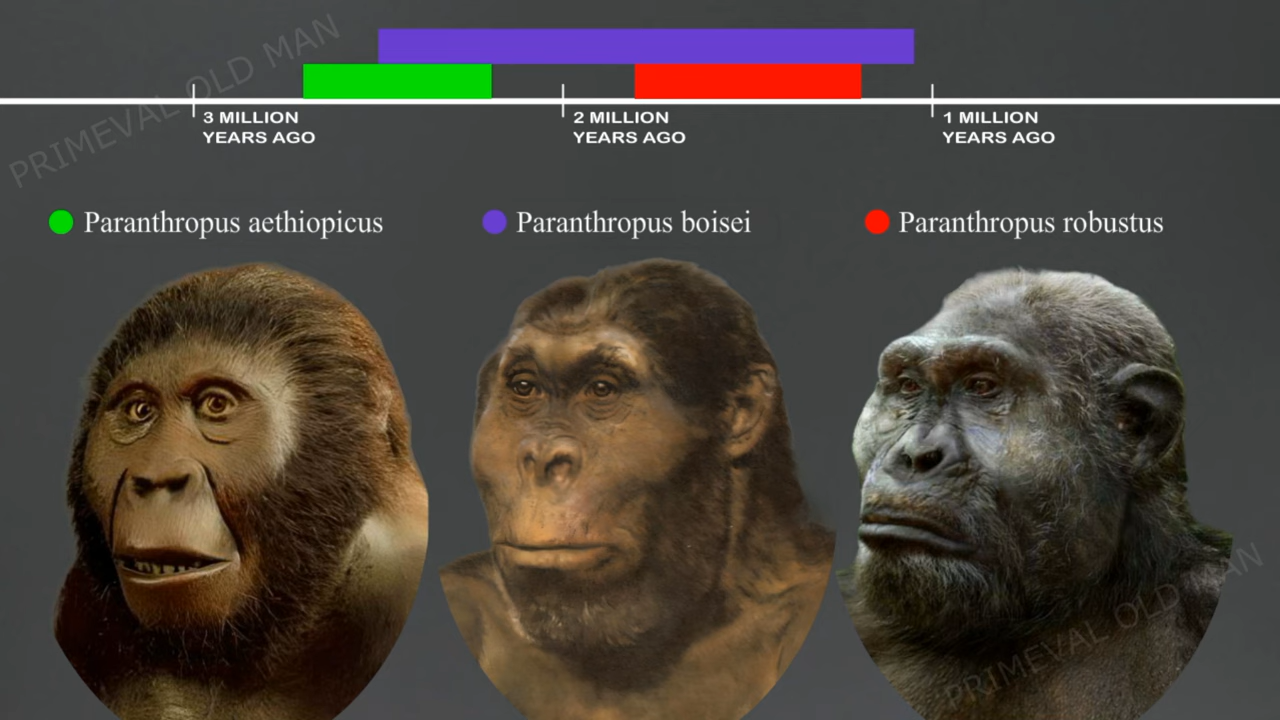 PRIMEVAL OLD MAN
3 MILLION
YEARS AGO
2 MILLION
YEARS AGO
1 MILLION
YEARS AGO
Paranthropus aethiopicus
Paranthropus boisei
Paranthropus robustus
PRIMEVAL OLD MAN